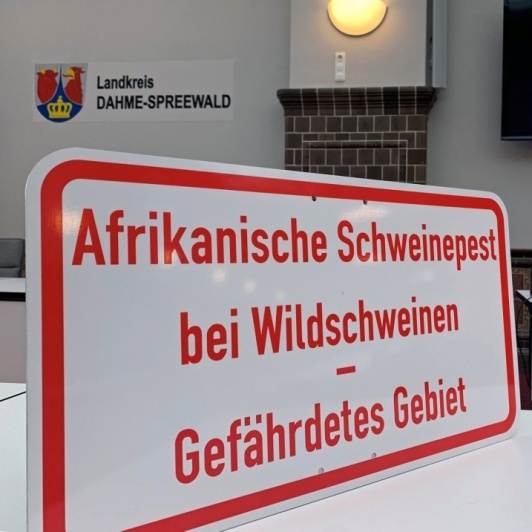 Landkreis
DAHME-SPREEWALD
Afrikanische Schweinepest
bei Wildschweinen
–
Gefährdetes Gebiet